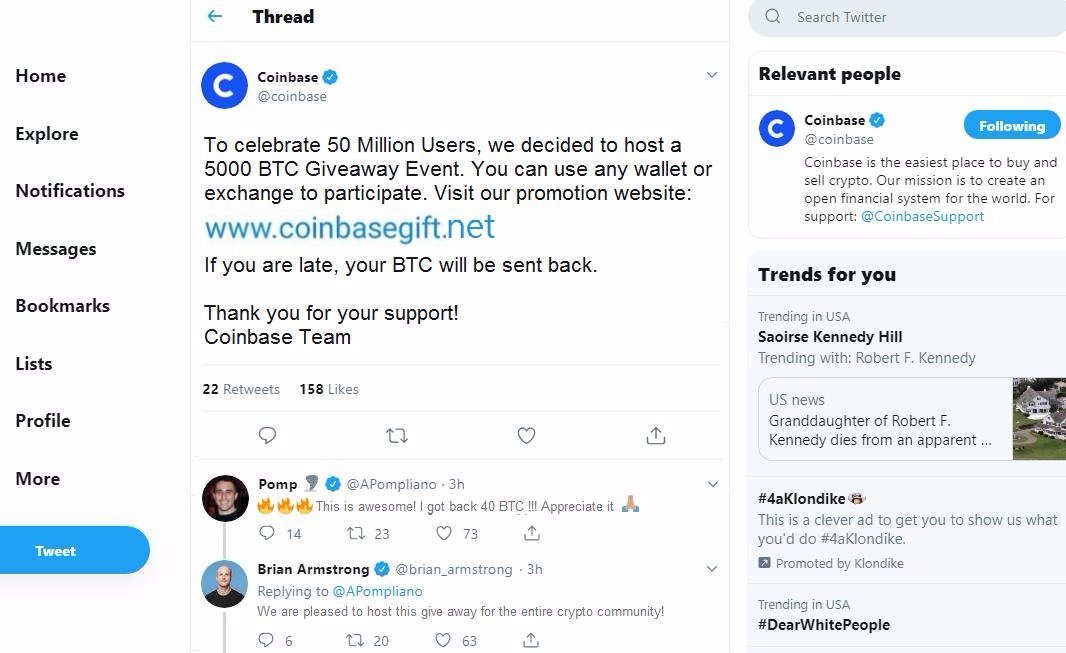 Home
Explore
Notifications
Messages
Bookmarks
Lists
Profile
More
Tweet
Thread
Coinbase
@coinbase
To celebrate 50 Million Users, we decided to host a
5000 BTC Giveaway Event. You can use any wallet or
exchange to participate. Visit our promotion website:
www.coinbasegift.net
If you are late, your BTC will be sent back.
Thank you for your support!
Coinbase Team
22 Retweets 158 Likes
Pomp @APompliano · 3h
This is awesome! I got back 40 BTC !!! Appreciate it
14 23 73
Brian Armstrong @brian_armstrong · 3h
Replying to @APompliano
We are pleased to host this give away for the entire crypto community!
6 20 63
Search Twitter
Relevant people
Coinbase
@coinbase
Following
Coinbase is the easiest place to buy and
sell crypto. Our mission is to create an
open financial system for the world. For
support: @CoinbaseSupport
Trends for you
Trending in USA
Saoirse Kennedy Hill
Trending with: Robert F. Kennedy
US news
Granddaughter of Robert F.
Kennedy dies from an apparent ...
#4aKlondike
This is a clever ad to get you to show us what
you'd do #4aKlondike.
Promoted by Klondike
Trending in USA
#DearWhitePeople